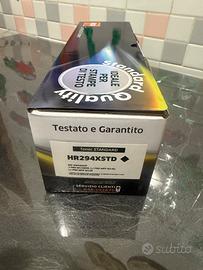 Standard
Quality
IDEALE
PER
STAMPE
DI TESTO
Testato e Garantito
Toner STANDARD
HR294XSTD
SERVIZIO CLIENTI
subito